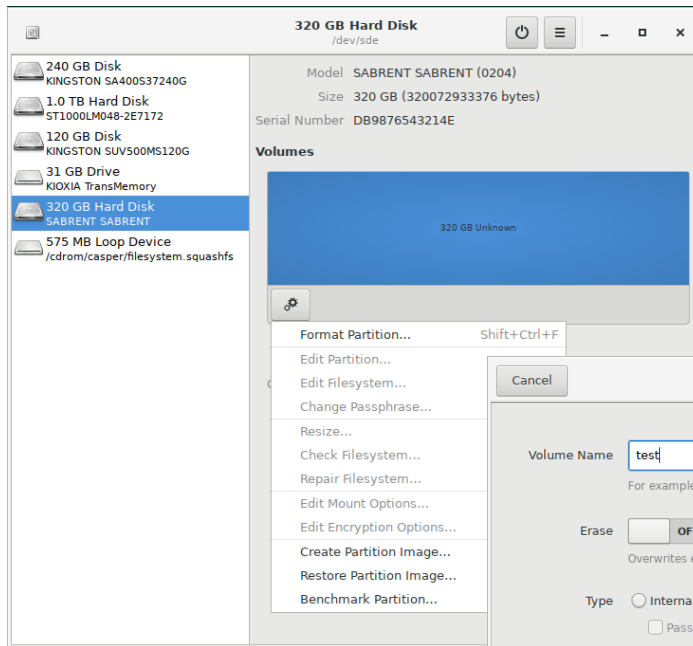 320 GB Hard Disk
/dev/sde
240 GB Disk
KINGSTON SA400S37240G
1.0 TB Hard Disk
ST1000LM048-2E7172
120 GB Disk
KINGSTON SUV500MS120G
31 GB Drive
KIOXIA TransMemory
320 GB Hard Disk
SABRENT SABRENT
575 MB Loop Device
/cdrom/casper/filesystem.squashfs
Model SABRENT SABRENT (0204)
Size 320 GB (320072933376 bytes)
Serial Number DB9876543214E
Volumes
320 GB Unknown
Format Partition... Shift+Ctrl+F
Edit Partition...
Edit Filesystem...
Change Passphrase...
Resize...
Check Filesystem...
Repair Filesystem...
Edit Mount Options...
Edit Encryption Options...
Create Partition Image...
Restore Partition Image...
Benchmark Partition...
Cancel
Volume Name test
For example
Erase OF
Overwrites e
Type Interna
Pass